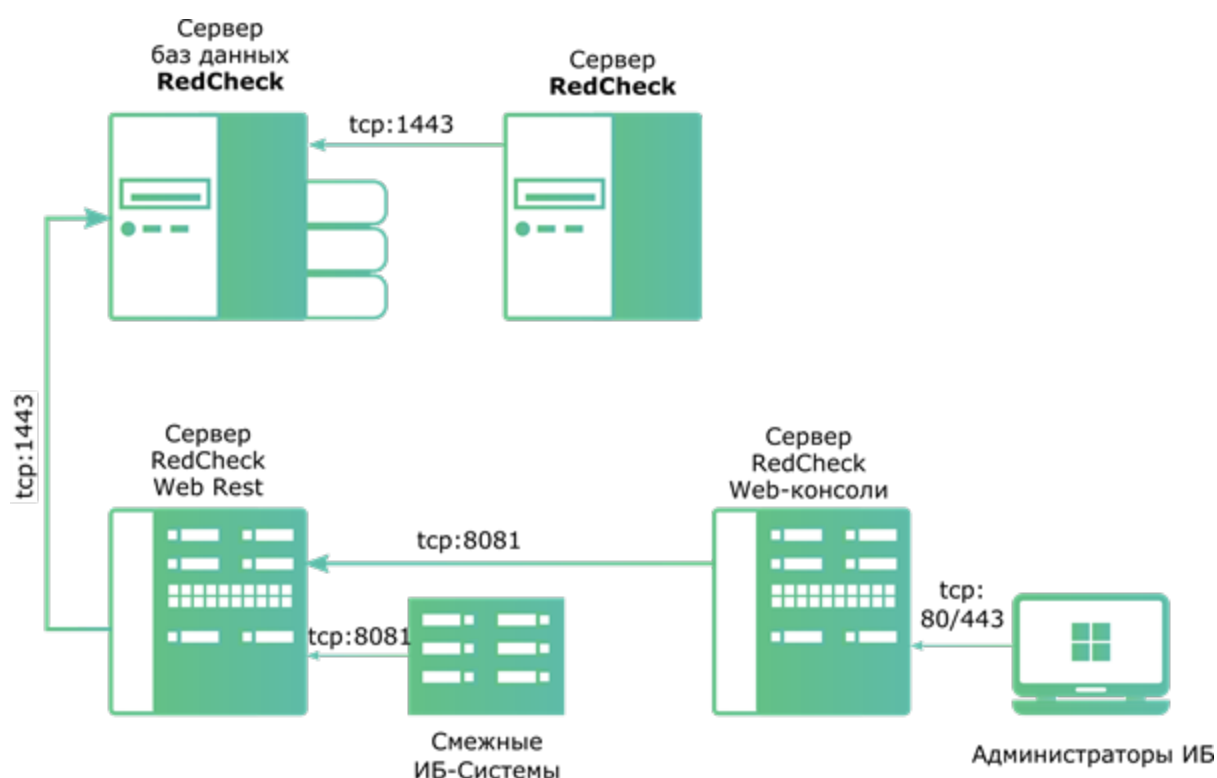 Сервер
баз данных
RedCheck
Сервер
RedCheck
tcp:1443
tcp:1443
Сервер
RedCheck
Web Rest
Сервер
RedCheck
Web-консоли
tcp:8081
tcp:8081
tcp:
80/443
Смежные
ИБ-Системы
Администраторы ИБ